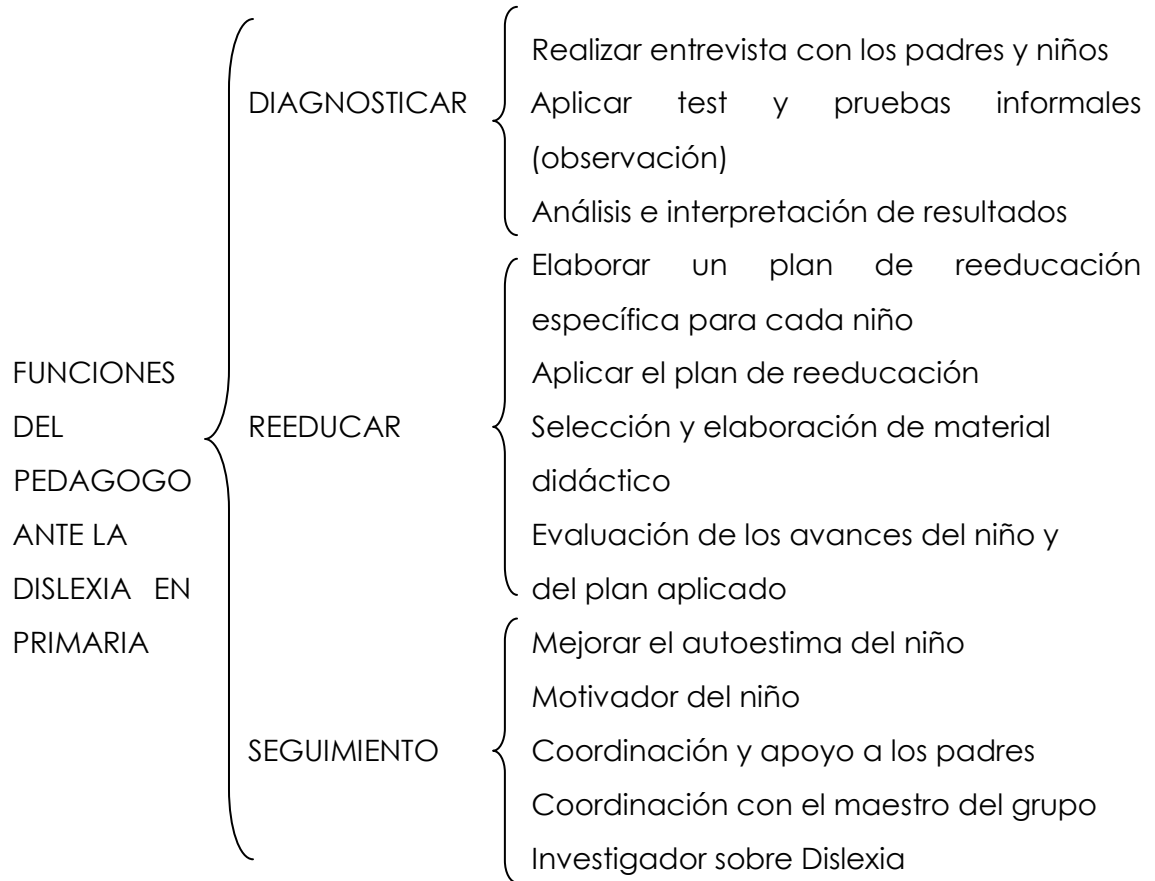 FUNCIONES
DEL
PEDAGOGO
ANTE LA
DISLEXIA EN
PRIMARIA
DIAGNOSTICAR
Realizar entrevista con los padres y niños
Aplicar test y pruebas informales
(observación)
Análisis e interpretación de resultados
REEDUCAR
Elaborar un plan de reeducación
específica para cada niño
Aplicar el plan de reeducación
Selección y elaboración de material
didáctico
Evaluación de los avances del niño y
del plan aplicado
SEGUIMIENTO
Mejorar el autoestima del niño
Motivador del niño
Coordinación y apoyo a los padres
Coordinación con el maestro del grupo
Investigador sobre Dislexia